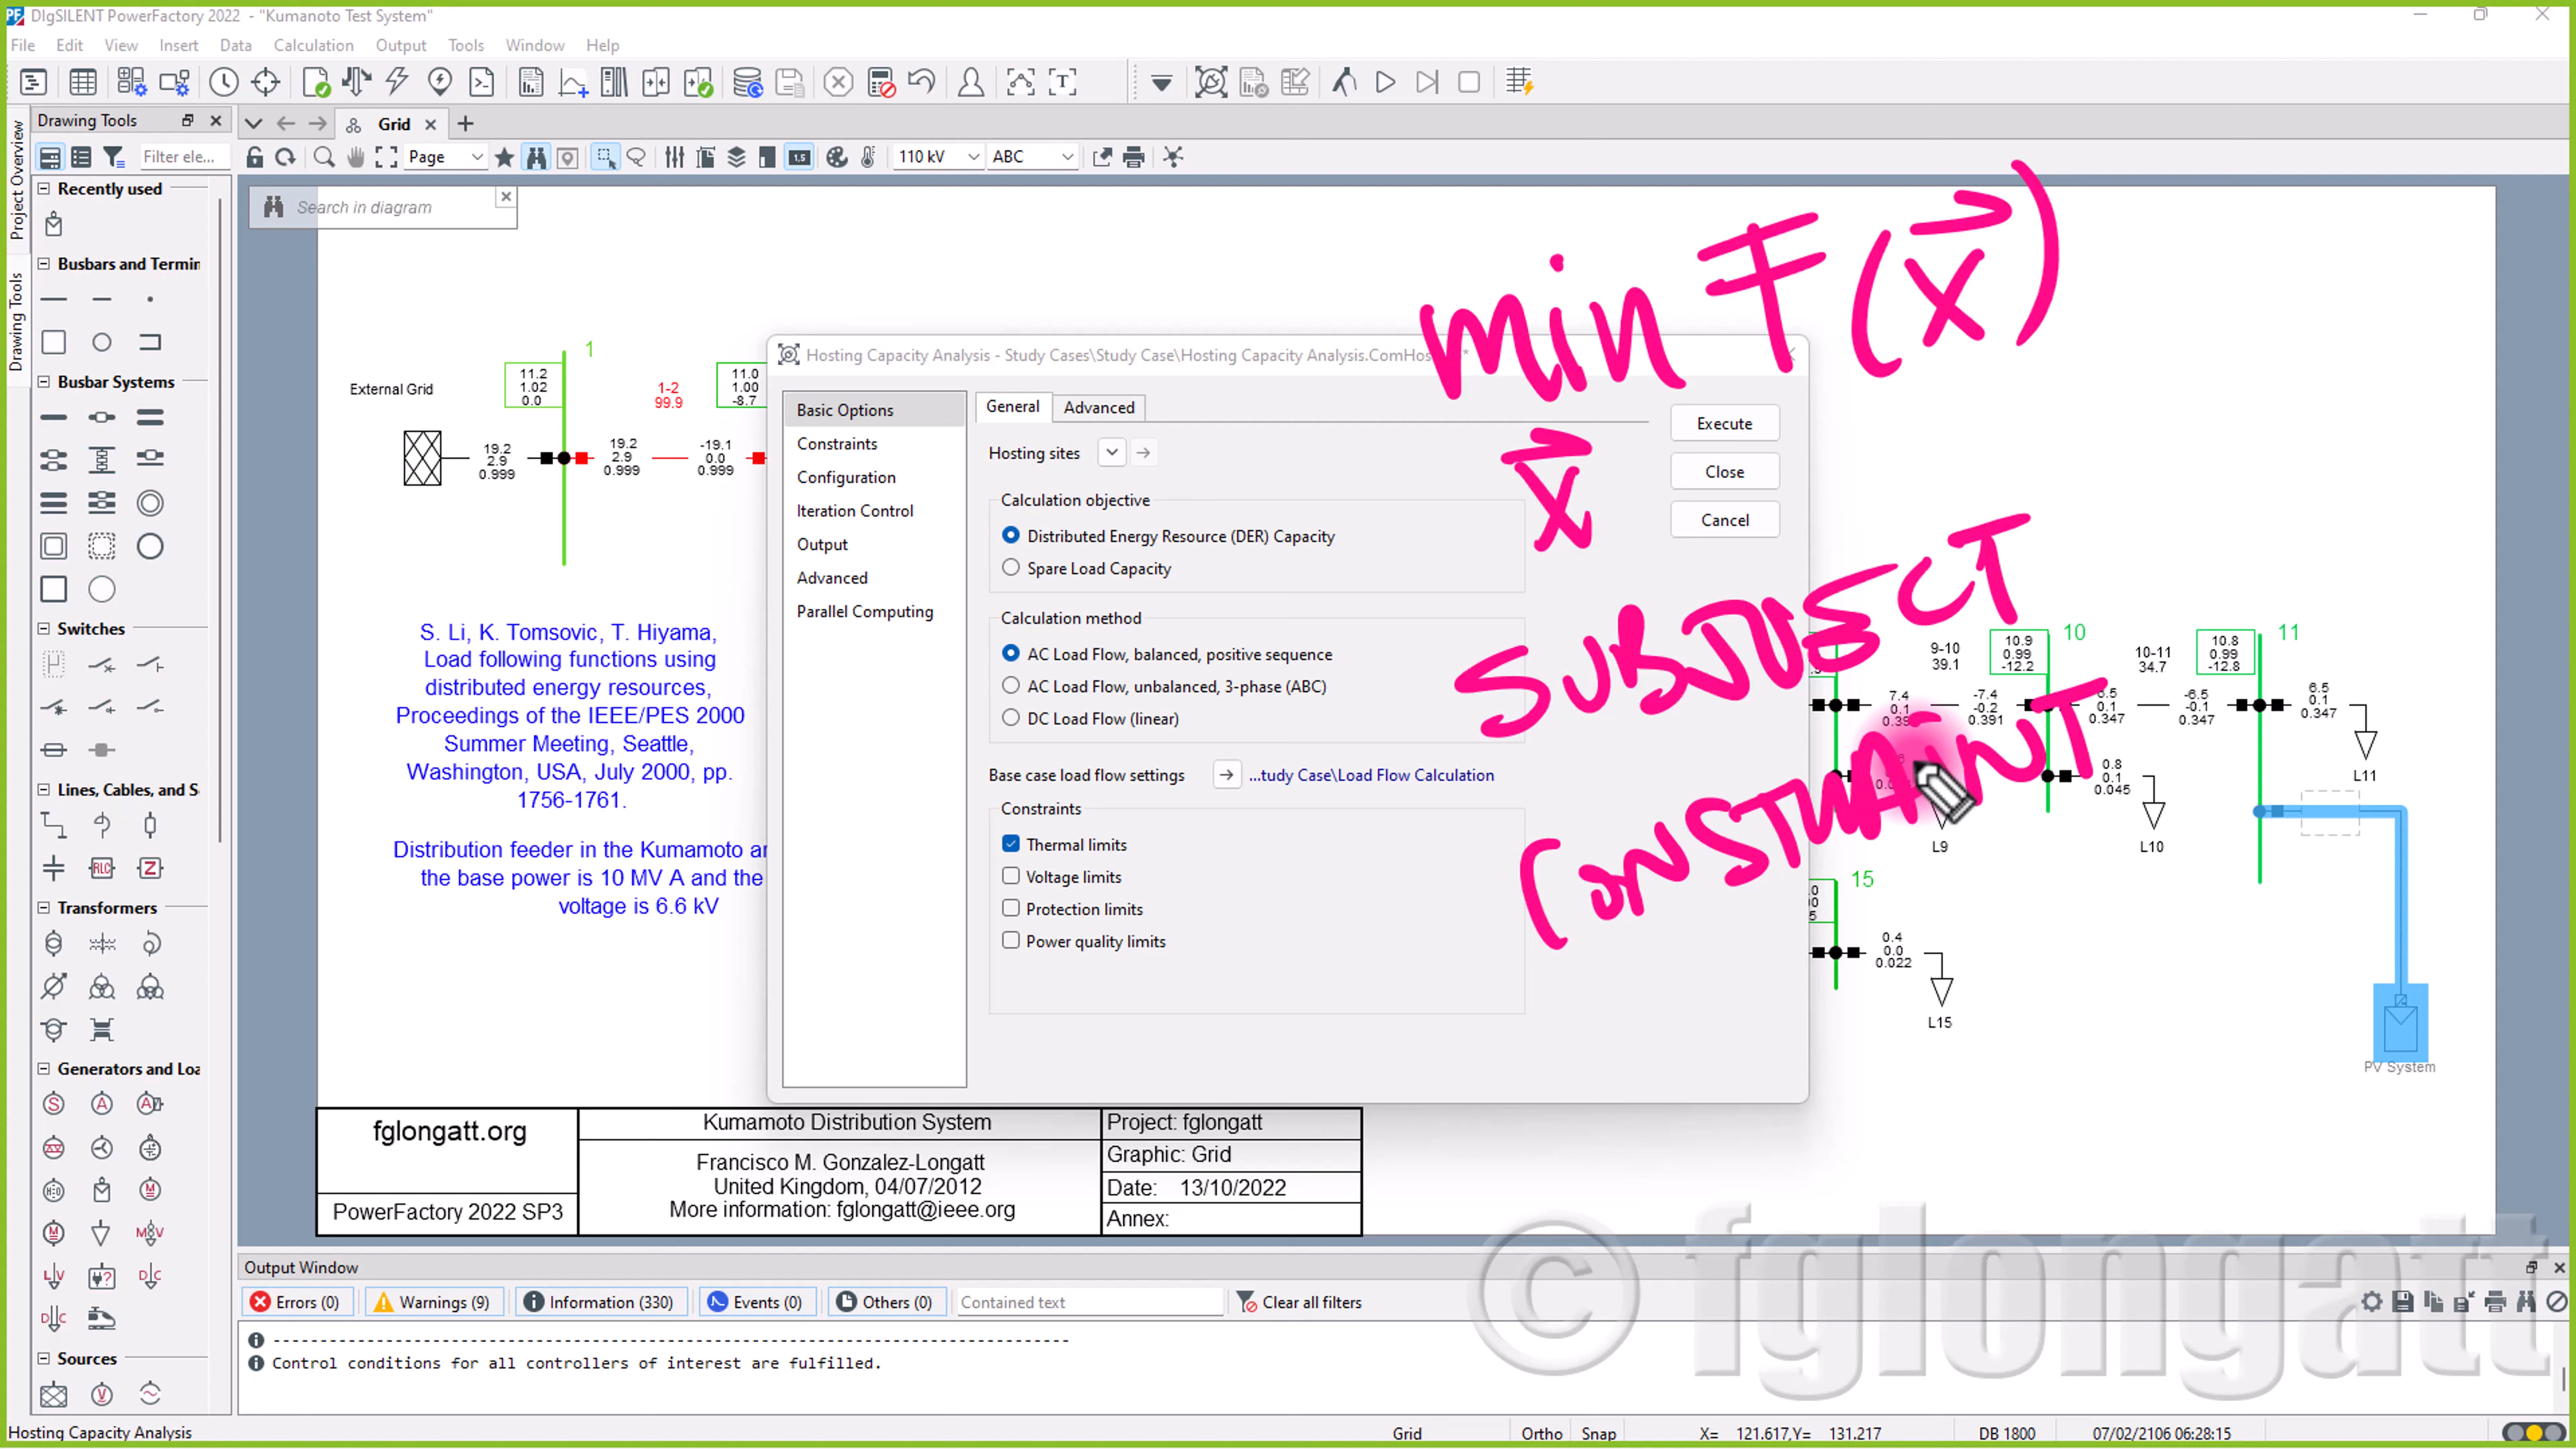 DIgSILENT PowerFactory 2022 - "Kumanoto Test System"
File Edit View Insert Data Calculation Output Tools Window Help
Drawing Tools
Grid
Filter ele...
Page
110 kV
ABC
Project Overview
Drawing Tools
Recently used
Busbars and Termin
Busbar Systems
Switches
Lines, Cables, and S
Transformers
Generators and Loa
Sources
Search in diagram
External Grid
11.2
1.02
0.0
1
1-2
99.9
11.0
1.00
-8.7
19.2
2.9
0.999
19.2
2.9
0.999
-19.1
0.0
0.999
S. Li, K. Tomsovic, T. Hiyama,
Load following functions using
distributed energy resources,
Proceedings of the IEEE/PES 2000
Summer Meeting, Seattle,
Washington, USA, July 2000, pp.
1756-1761.
Distribution feeder in the Kumamoto ar
the base power is 10 MV A and the
voltage is 6.6 kV
Hosting Capacity Analysis - Study Cases\Study Case\Hosting Capacity Analysis.ComHos
Basic Options
Constraints
Configuration
Iteration Control
Output
Advanced
Parallel Computing
General
Advanced
Hosting sites
Calculation objective
Distributed Energy Resource (DER) Capacity
Spare Load Capacity
Calculation method
AC Load Flow, balanced, positive sequence
AC Load Flow, unbalanced, 3-phase (ABC)
DC Load Flow (linear)
Base case load flow settings
...tudy Case\Load Flow Calculation
Constraints
Thermal limits
Voltage limits
Protection limits
Power quality limits
Execute
Close
Cancel
min F(x)
x
SUBJECT
CONSTRAINT
9-10
39.1
10.9
0.99
-12.2
10
10-11
34.7
10.8
0.99
-12.8
11
7.4
0.1
-7.4
-0.2
0.391
0.1
0.347
-6.5
-0.1
0.347
6.5
0.1
0.347
L11
0.8
0.1
0.045
L9
L10
15
0.4
0.0
0.022
L15
PV System
fglongatt.org
PowerFactory 2022 SP3
Kumamoto Distribution System
Francisco M. Gonzalez-Longatt
United Kingdom, 04/07/2012
More information: fglongatt@ieee.org
Project: fglongatt
Graphic: Grid
Date: 13/10/2022
Annex:
© fglongatt
Output Window
Errors (0) Warnings (9) Information (330) Events (0) Others (0) Contained text Clear all filters
--------------------------------------------------------------------------------
Control conditions for all controllers of interest are fulfilled.
Hosting Capacity Analysis
Grid Ortho Snap X= 121.617,Y= 131.217 DB 1800 07/02/2106 06:28:15